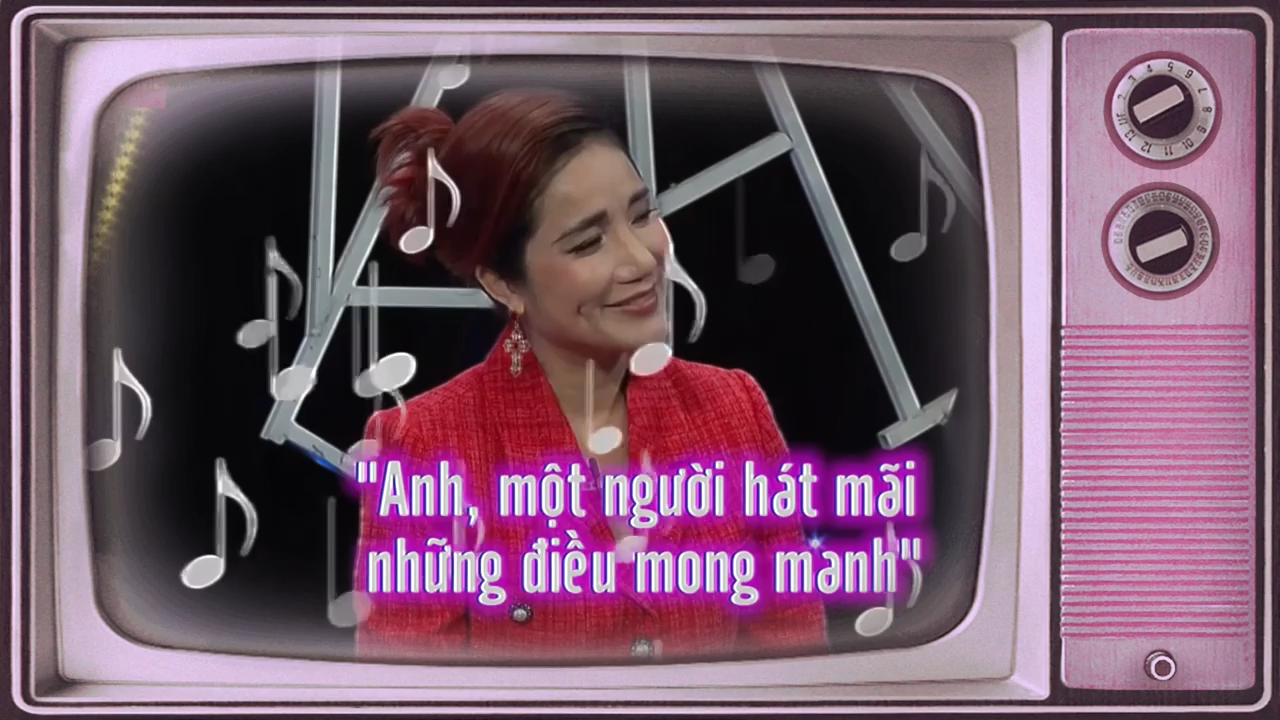 "Anh, một người hát mãi
những điều mong manh"